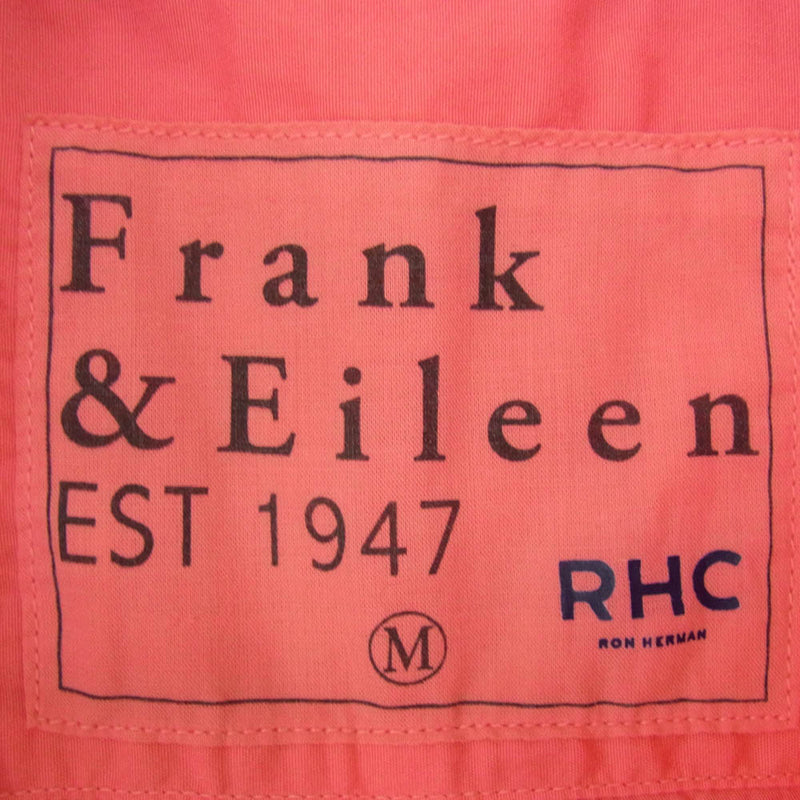 Frank
& Eileen
EST 1947
RHC
RON HERMAN
M